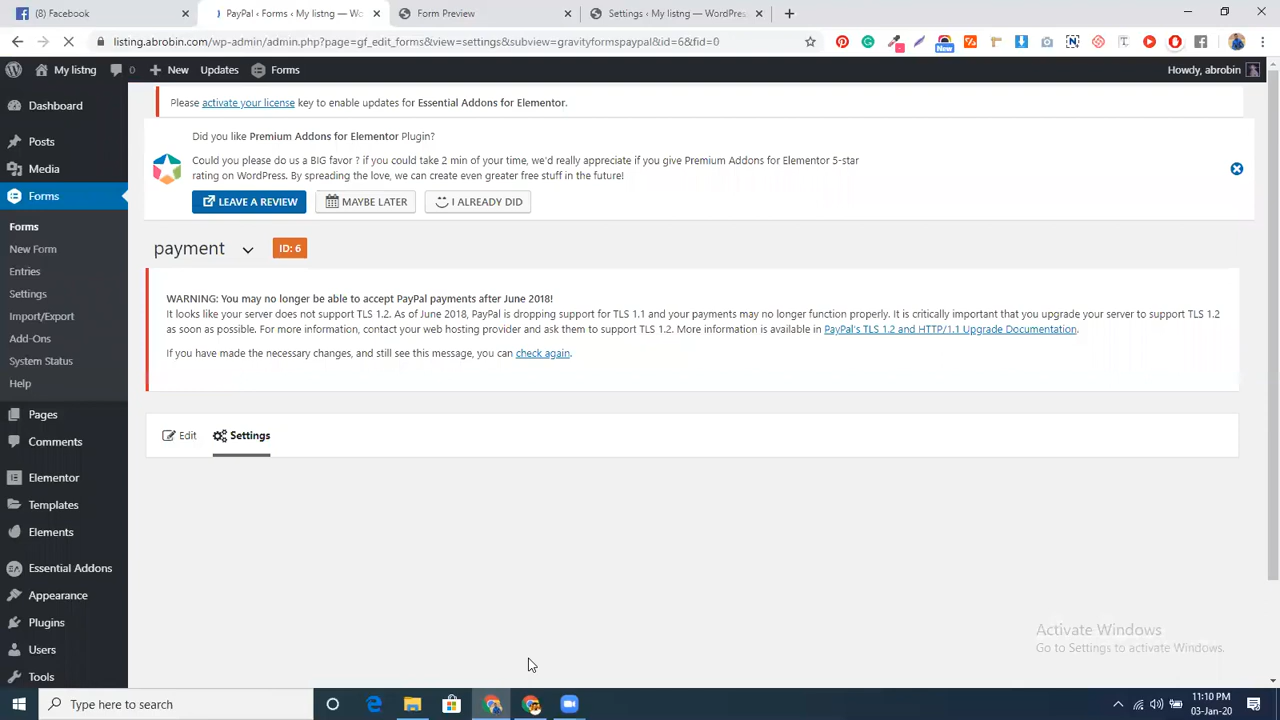 (8) Facebook
PayPal ‹ Forms ‹ My listng — Wo
Form Preview
Settings ‹ My listng — WordPres
listing.abrobin.com/wp-admin/admin.php?page=gf_edit_forms&view=settings&subview=gravityformspaypal&id=6&fid=0
New
My listng
0
New
Updates
Forms
Howdy, abrobin
Dashboard
Posts
Media
Forms
Forms
New Form
Entries
Settings
Import/Export
Add-Ons
System Status
Help
Pages
Comments
Elementor
Templates
Elements
Essential Addons
Appearance
Plugins
Users
Tools
Please activate your license key to enable updates for Essential Addons for Elementor.
Did you like Premium Addons for Elementor Plugin?
Could you please do us a BIG favor ? if you could take 2 min of your time, we'd really appreciate if you give Premium Addons for Elementor 5-star
rating on WordPress. By spreading the love, we can create even greater free stuff in the future!
LEAVE A REVIEW
MAYBE LATER
I ALREADY DID
payment
ID: 6
WARNING: You may no longer be able to accept PayPal payments after June 2018!
It looks like your server does not support TLS 1.2. As of June 2018, PayPal is dropping support for TLS 1.1 and your payments may no longer function properly. It is critically important that you upgrade your server to support TLS 1.2
as soon as possible. For more information, contact your web hosting provider and ask them to support TLS 1.2. More information is available in PayPal's TLS 1.2 and HTTP/1.1 Upgrade Documentation.
If you have made the necessary changes, and still see this message, you can check again.
Edit
Settings
Activate Windows
Go to Settings to activate Windows.
Type here to search
11:10 PM
03-Jan-20